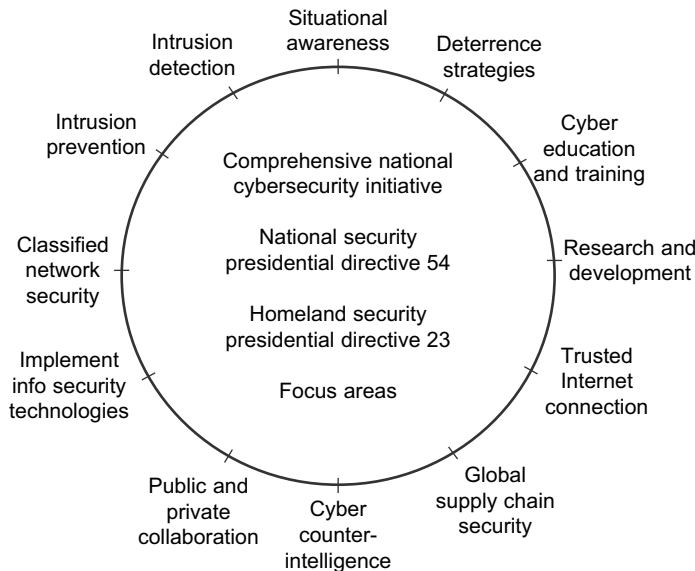 Situational
awareness
Deterrence
strategies
Cyber
education
and training
Research and
development
Trusted
Internet
connection
Global
supply chain
security
Cyber
counter-
intelligence
Public and
private
collaboration
Implement
info security
technologies
Classified
network
security
Intrusion
prevention
Intrusion
detection
Comprehensive national
cybersecurity initiative
National security
presidential directive 54
Homeland security
presidential directive 23
Focus areas